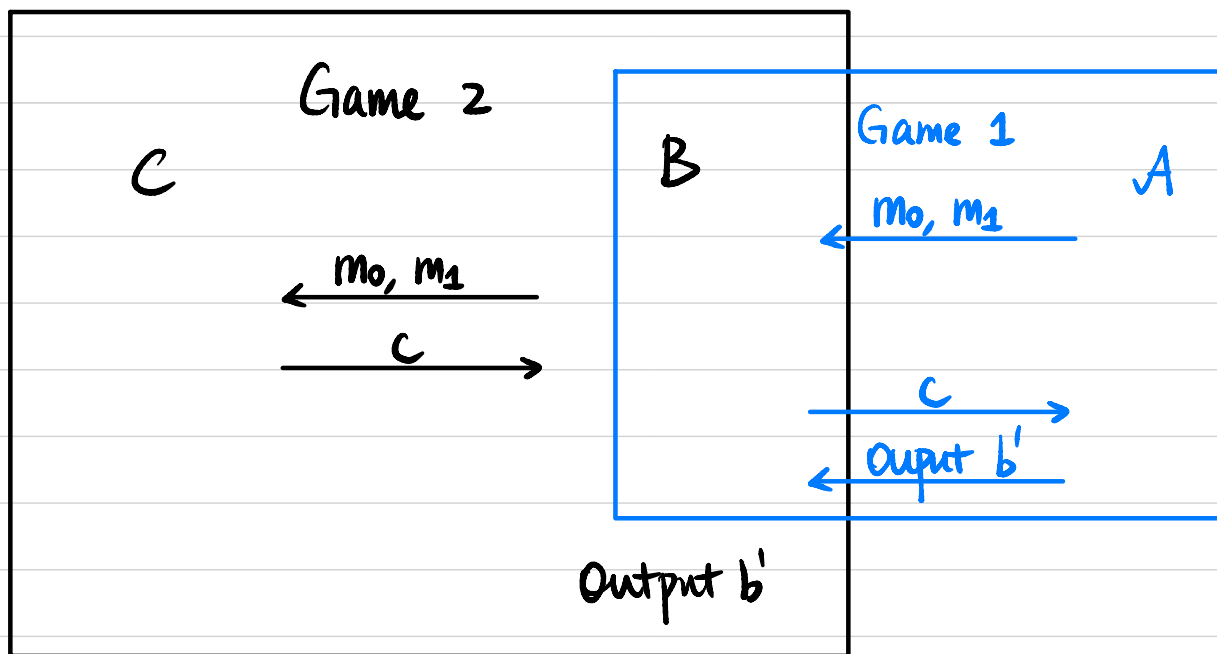 Game 2
C
B
Game 1
A
m0, m1
m0, m1
C
C
Ouput b'
Output b'